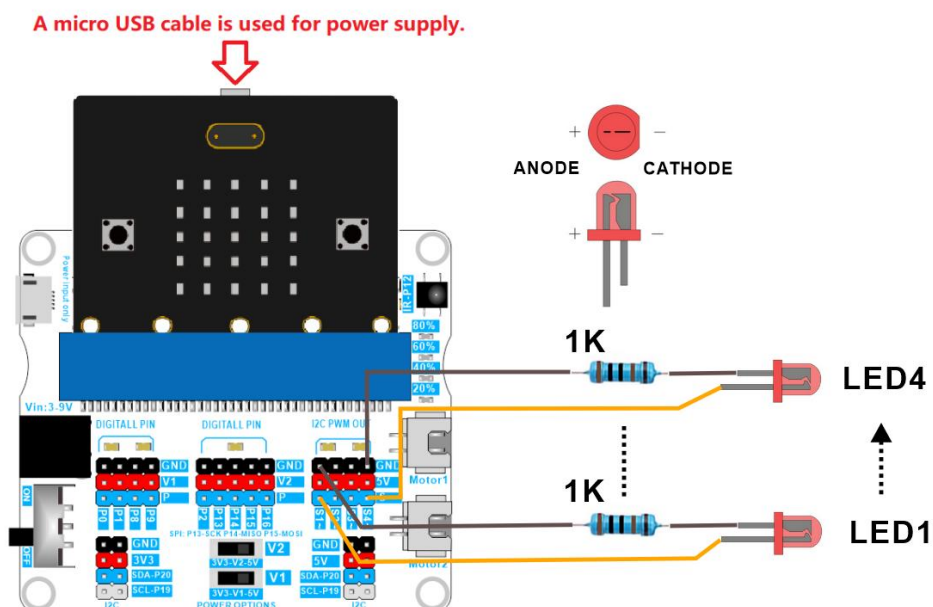 A micro USB cable is used for power supply.
+ -
ANODE CATHODE
+ -
Power input only
IR-P12
80%
60%
40%
20%
1K
LED4
Vin:3-9V
DIGITALL PIN DIGITALL PIN I2C PWM OUT
GND GND GND
V1 V2 5V
P P S
P0 P1 P8 P9 P2 P13 P14 P15 P16 S1 S4
Motor1
ON
OFF
SPI: P13-SCK P14-MISO P15-MOSI
1K
LED1
Motor2
GND V2 GND
3V3 3V3-V2-5V 5V
SDA-P20 V1 SDA-P20
SCL-P19 3V3-V1-5V SCL-P19
I2C POWER OPTIONS I2C